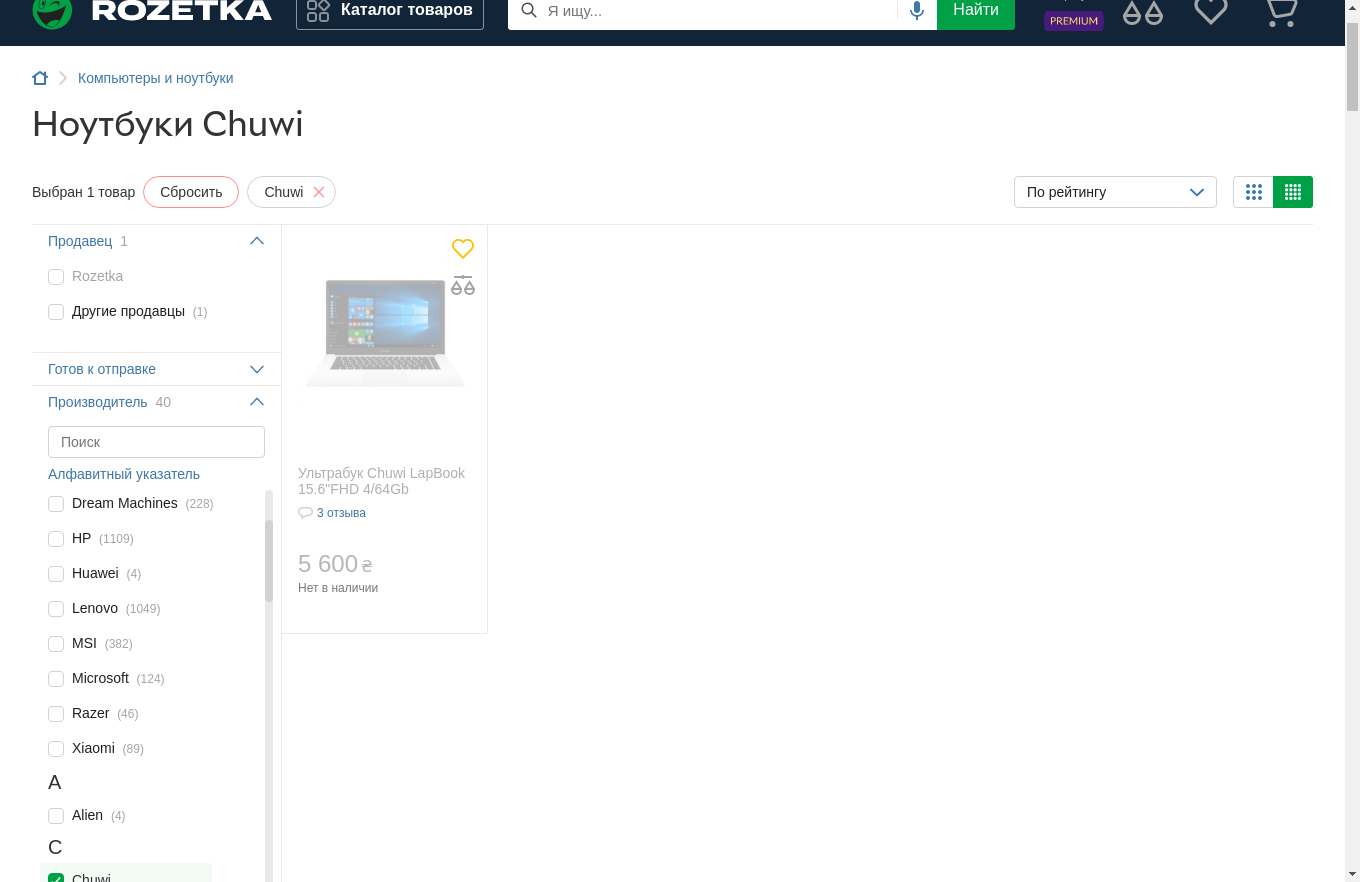 ROZETKA
Каталог товаров
Я ищу...
Найти
PREMIUM
Компьютеры и ноутбуки
Ноутбуки Chuwi
Выбран 1 товар
Сбросить
Chuwi
По рейтингу
Продавец 1
Rozetka
Другие продавцы (1)
Готов к отправке
Производитель 40
Поиск
Алфавитный указатель
Dream Machines (228)
HP (1109)
Huawei (4)
Lenovo (1049)
MSI (382)
Microsoft (124)
Razer (46)
Xiaomi (89)
A
Alien (4)
C
Chuwi
Ультрабук Chuwi LapBook
15.6"FHD 4/64Gb
3 отзыва
5 600 ₴
Нет в наличии